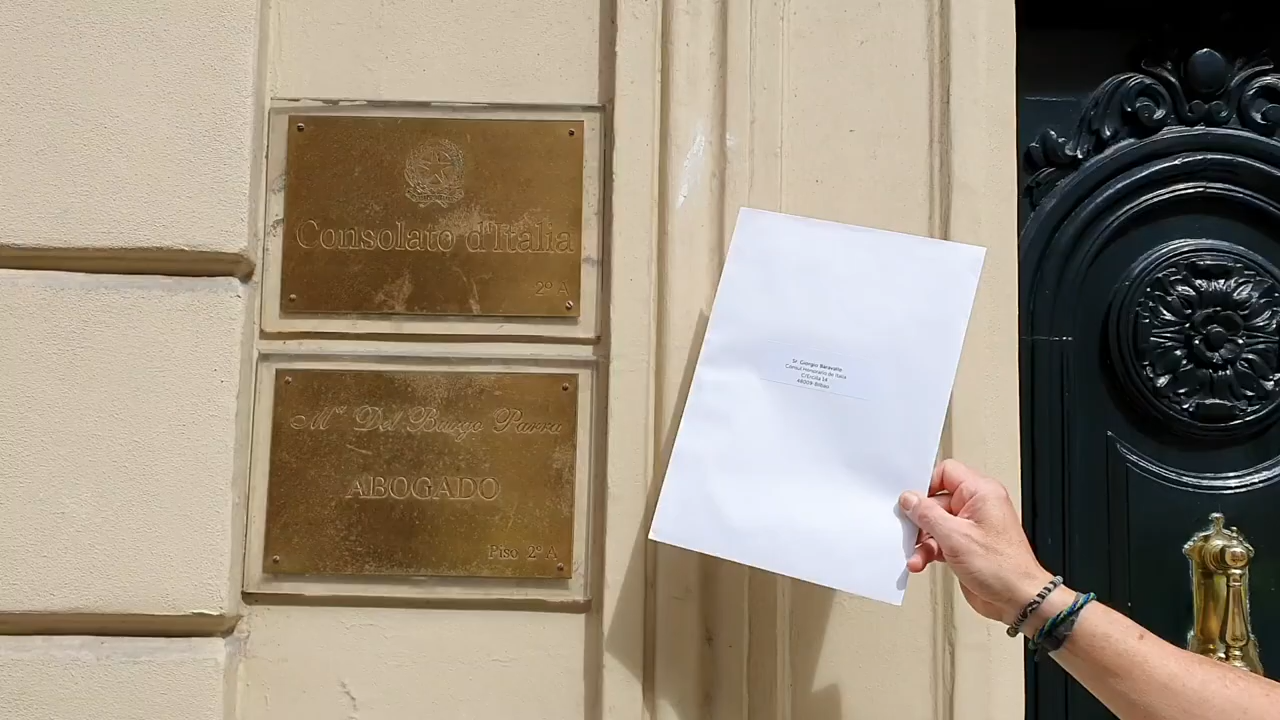 Consolato d'Italia
2º A
Mª Del Burgo Parra
ABOGADO
Piso 2º A
Sr. Giorgio Baravalle
Cónsul Honorario de Italia
C/Ercilla 14
48009 Bilbao